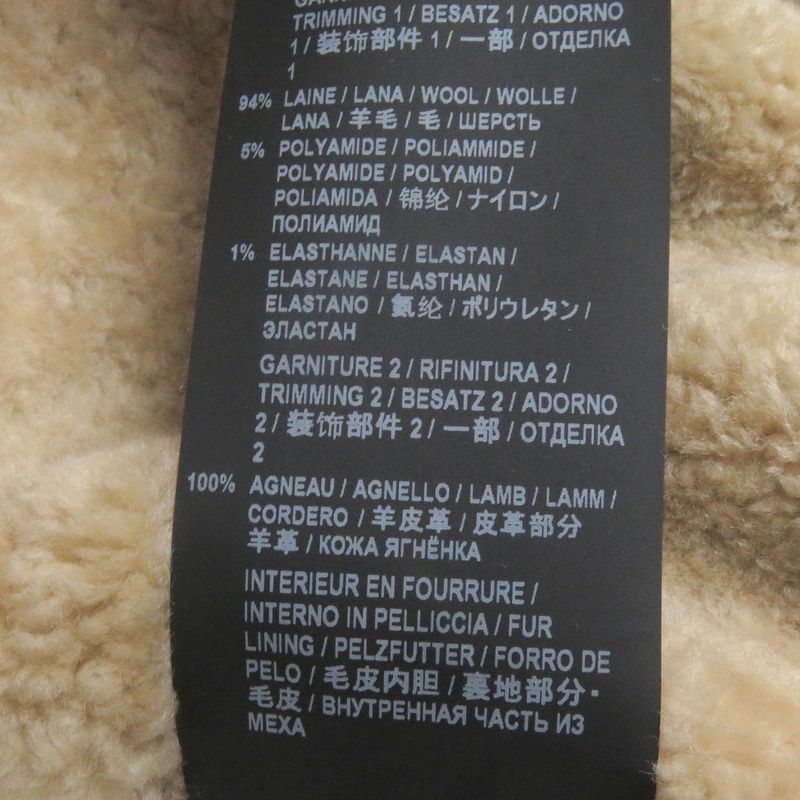 TRIMMING 1 / BESATZ 1 / ADORNO
1 / 装饰部件 1 / 一部 / ОТДЕЛКА
1
94% LAINE / LANA / WOOL / WOLLE /
LANA / 羊毛 / 毛 / ШЕРСТЬ
5% POLYAMIDE / POLIAMMIDE /
POLYAMIDE / POLYAMID /
POLIAMIDA / 锦纶 / ナイロン /
ПОЛИАМИД
1% ELASTHANNE / ELASTAN /
ELASTANE / ELASTHAN /
ELASTANO / 氨纶 / ポリウレタン /
ЭЛАСТАН
GARNITURE 2 / RIFINITURA 2 /
TRIMMING 2 / BESATZ 2 / ADORNO
2 / 装饰部件 2 / 一部 / ОТДЕЛКА
2
100% AGNEAU / AGNELLO / LAMB / LAMM /
CORDERO / 羊皮革 / 皮革部分
羊革 / КОЖА ЯГНЁНКА
INTERIEUR EN FOURRURE /
INTERNO IN PELLICCIA / FUR
LINING / PELZFUTTER / FORRO DE
PELO / 毛皮内胆 / 裏地部分・
毛皮 / ВНУТРЕННАЯ ЧАСТЬ ИЗ
МЕХА